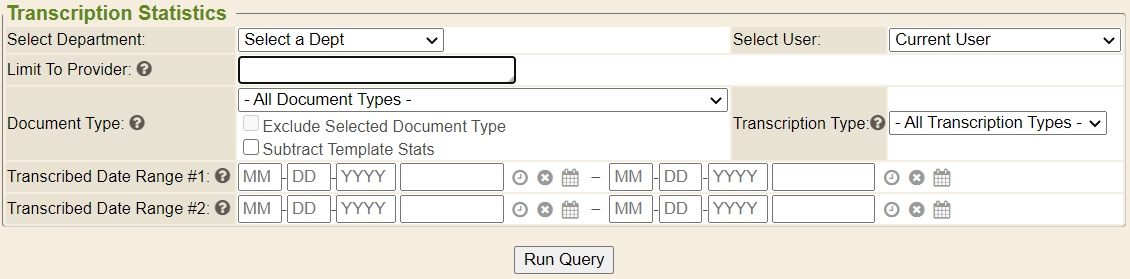 Transcription Statistics
Select Department: Select a Dept Select User: Current User
Limit To Provider: ?
- All Document Types -
Document Type: ? Exclude Selected Document Type Transcription Type: ? - All Transcription Types -
Subtract Template Stats
Transcribed Date Range #1: ? MM - DD - YYYY – MM - DD - YYYY
Transcribed Date Range #2: ? MM - DD - YYYY – MM - DD - YYYY
Run Query